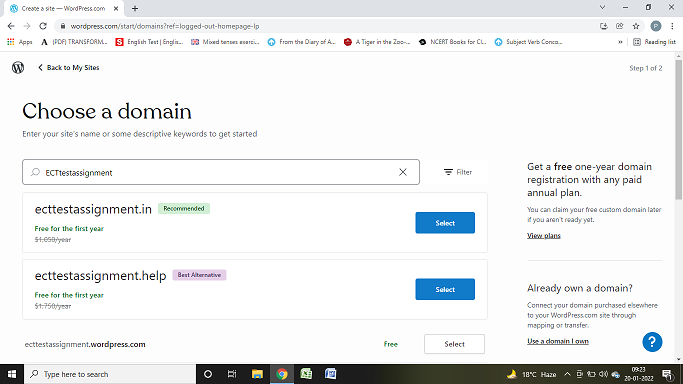 Create a site — WordPress.com
wordpress.com/start/domains?ref=logged-out-homepage-lp
P
Apps
(PDF) TRANSFORM...
English Test | Englis...
Mixed tenses exerci...
From the Diary of A...
A Tiger in the Zoo-...
NCERT Books for Cl...
Subject Verb Conco...
»
Reading list
Back to My Sites
Step 1 of 2
Choose a domain
Enter your site's name or some descriptive keywords to get started
ECTtestassignment
Filter
ecttestassignment.in
Recommended
Free for the first year
$1,050/year
Select
ecttestassignment.help
Best Alternative
Free for the first year
$1,750/year
Select
ecttestassignment.wordpress.com
Free
Select
Get a free one-year domain
registration with any paid
annual plan.
You can claim your free custom domain later
if you aren't ready yet.
View plans
Already own a domain?
Connect your domain purchased elsewhere
to your WordPress.com site through
mapping or transfer.
Use a domain I own
?
Type here to search
18°C Haze
09:23
20-01-2022